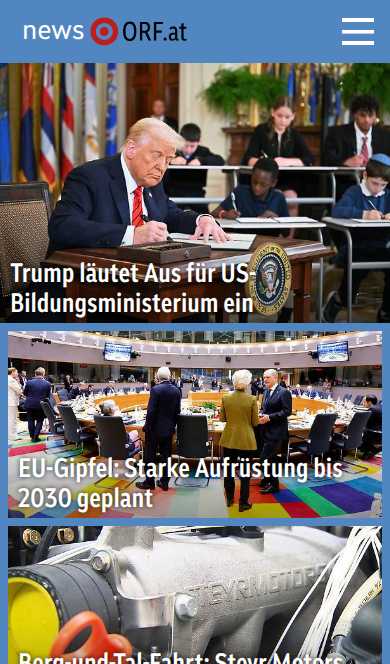 news ORF.at
Trump läutet Aus für US-
Bildungsministerium ein
EU-Gipfel: Starke Aufrüstung bis
2030 geplant
STEYRMOTORS
Berg-und-Tal-Fahrt: Steyr Motors